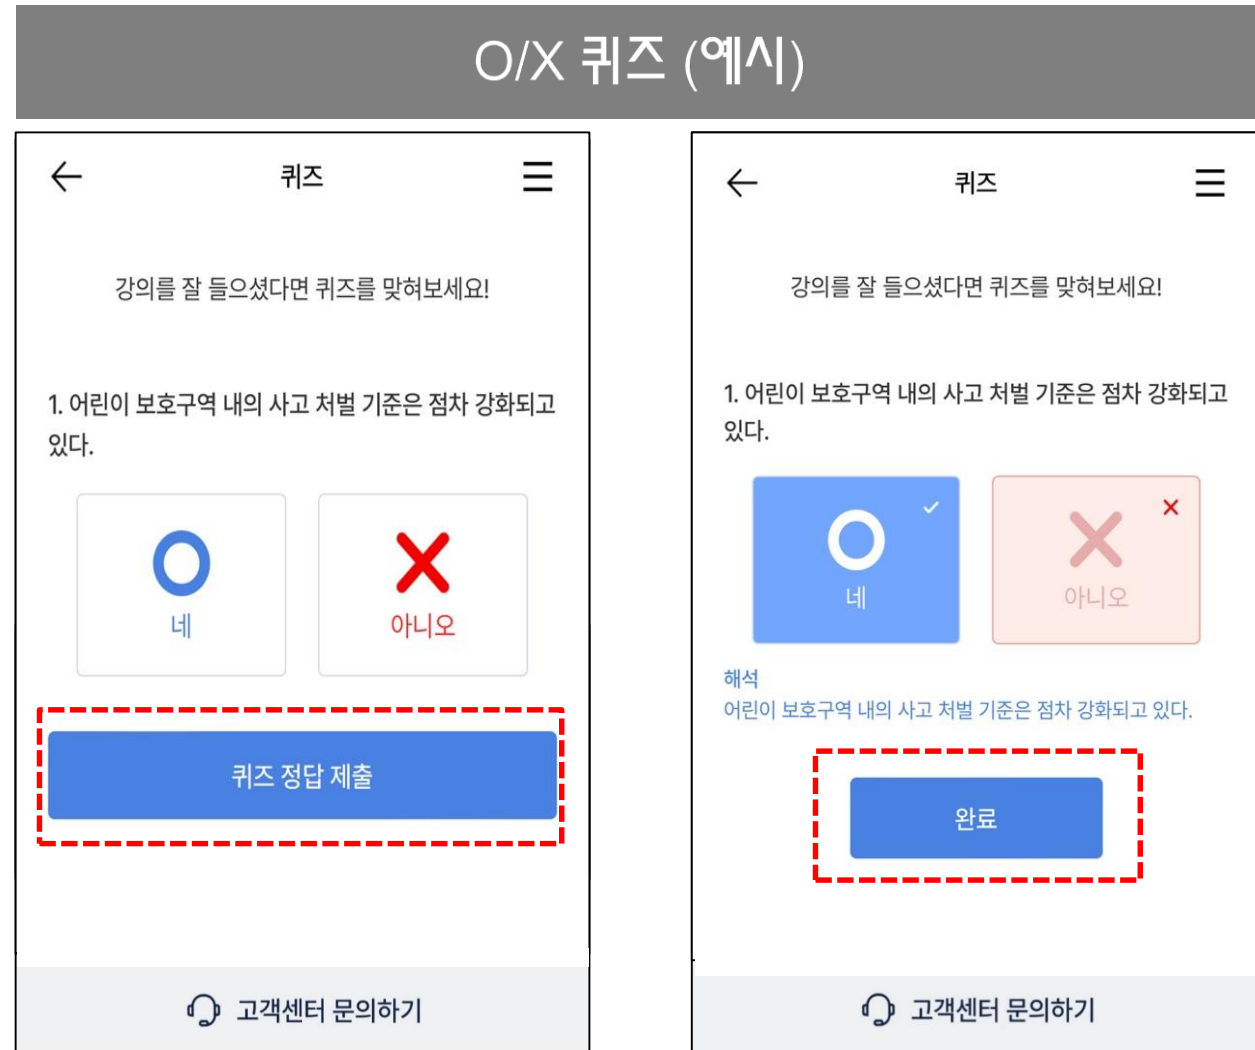 O/X 퀴즈 (예시)
퀴즈
강의를 잘 들으셨다면 퀴즈를 맞혀보세요!
1. 어린이 보호구역 내의 사고 처벌 기준은 점차 강화되고
있다.
네
아니오
퀴즈 정답 제출
고객센터 문의하기
퀴즈
강의를 잘 들으셨다면 퀴즈를 맞혀보세요!
1. 어린이 보호구역 내의 사고 처벌 기준은 점차 강화되고
있다.
네
아니오
해석
어린이 보호구역 내의 사고 처벌 기준은 점차 강화되고 있다.
완료
고객센터 문의하기